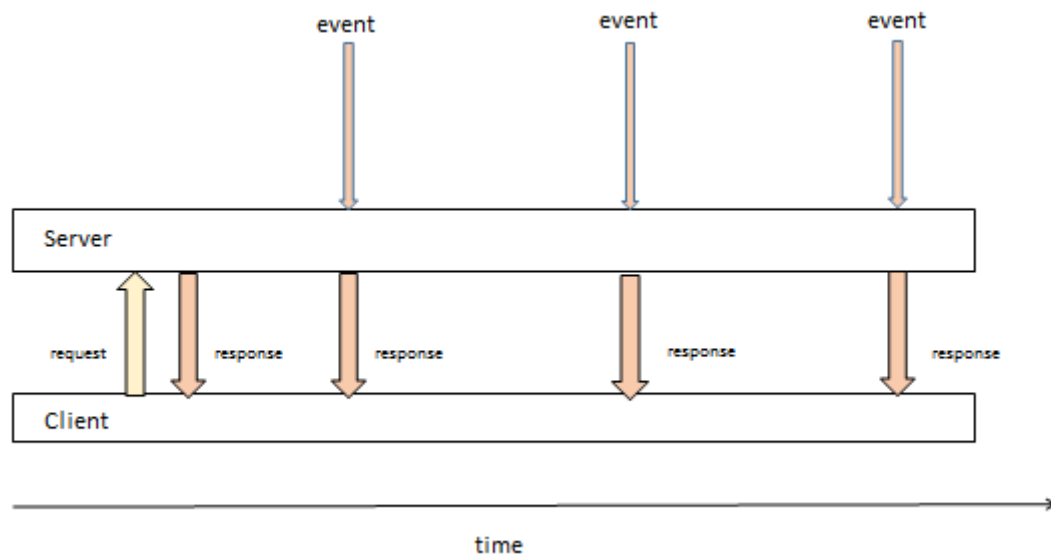 event
event
event
Server
request
response
response
response
response
Client
time